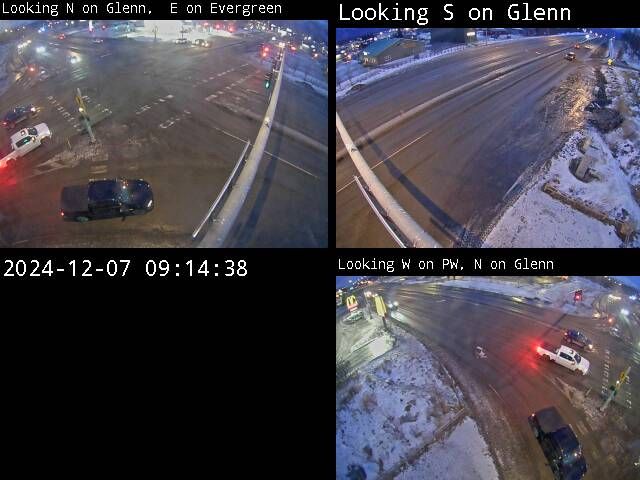 Looking N on Glenn,  E on Evergreen
Looking S on Glenn
2024-12-07 09:14:38
Looking W on PW, N on Glenn